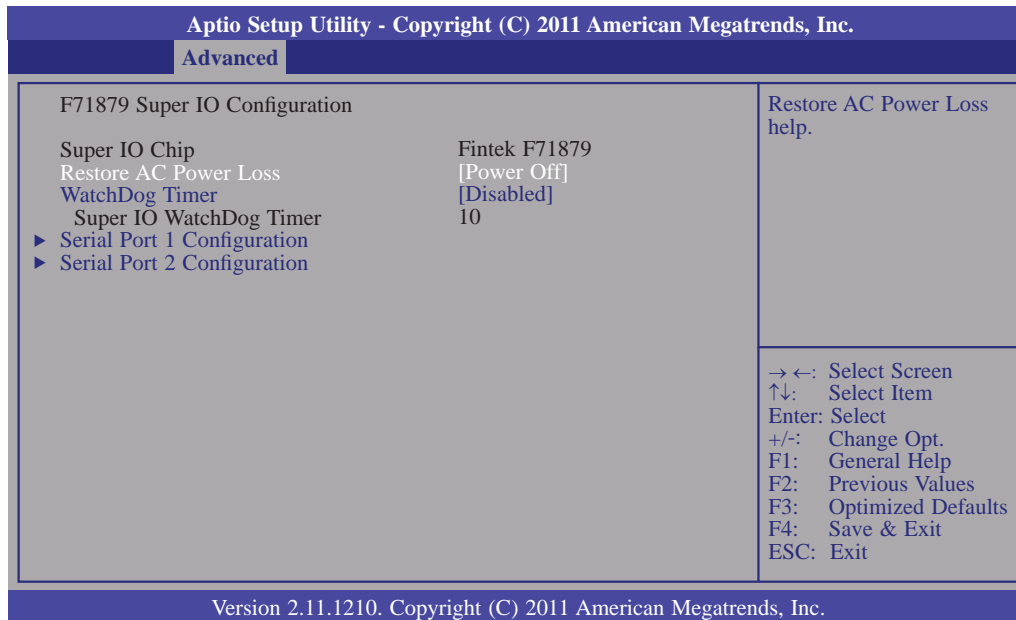 Aptio Setup Utility - Copyright (C) 2011 American Megatrends, Inc.
Advanced
F71879 Super IO Configuration
Super IO Chip Fintek F71879
Restore AC Power Loss [Power Off]
WatchDog Timer [Disabled]
Super IO WatchDog Timer 10
► Serial Port 1 Configuration
► Serial Port 2 Configuration
Restore AC Power Loss
help.
→ ←: Select Screen
↑↓: Select Item
Enter: Select
+/-: Change Opt.
F1: General Help
F2: Previous Values
F3: Optimized Defaults
F4: Save & Exit
ESC: Exit
Version 2.11.1210. Copyright (C) 2011 American Megatrends, Inc.